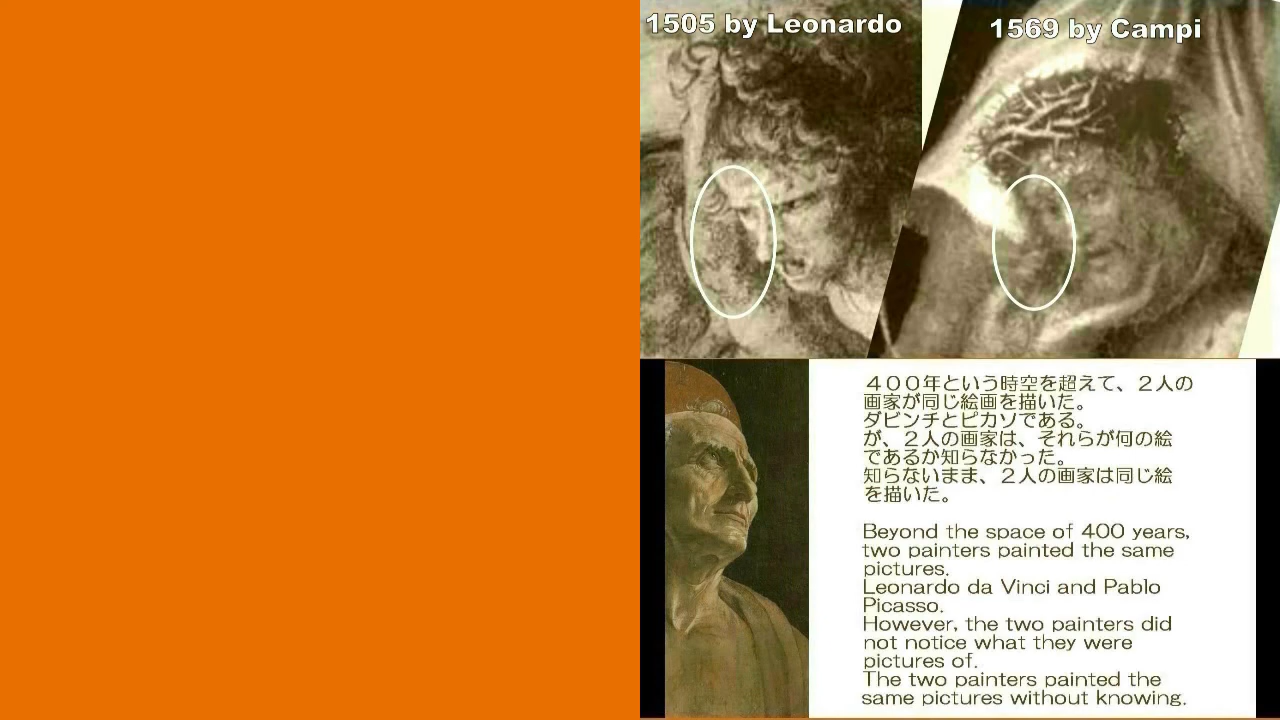 1505 by Leonardo
1569 by Campi
４００年という時空を超えて、２人の
画家が同じ絵画を描いた。
ダビンチとピカソである。
が、２人の画家は、それらが何の絵
であるか知らなかった。
知らないまま、２人の画家は同じ絵
を描いた。
Beyond the space of 400 years,
two painters painted the same
pictures.
Leonardo da Vinci and Pablo
Picasso.
However, the two painters did
not notice what they were
pictures of.
The two painters painted the
same pictures without knowing.